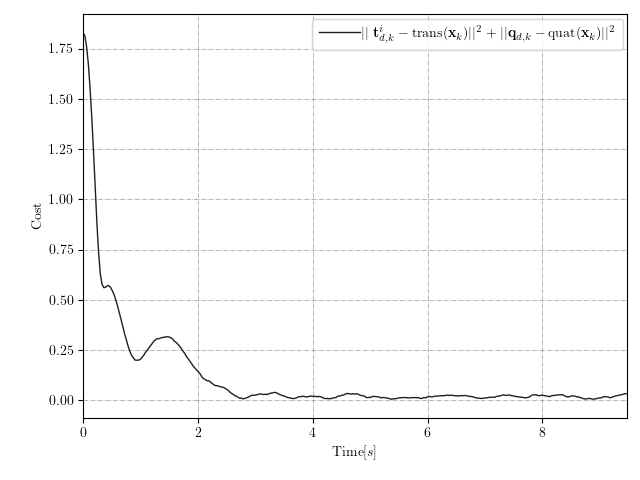 || t^i_{d,k} − trans(x_k)||^2 + ||q_{d,k} − quat(x_k)||^2
1.75
1.50
1.25
1.00
0.75
0.50
0.25
0.00
Cost
0 2 4 6 8
Time[s]